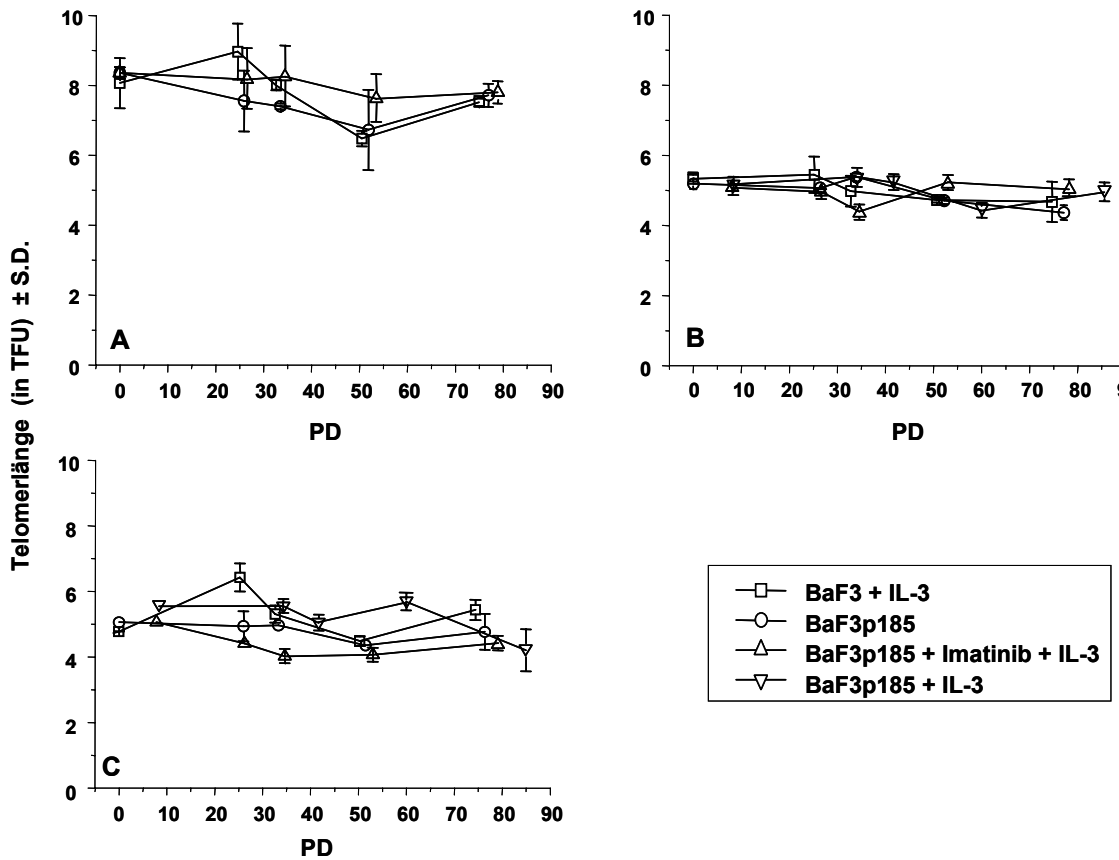 Telomerlänge (in TFU) ± S.D.
10
8
6
4
2
0
A
0 10 20 30 40 50 60 70 80 90
PD
10
8
6
4
2
0
B
0 10 20 30 40 50 60 70 80 9
PD
10
8
6
4
2
0
C
0 10 20 30 40 50 60 70 80 90
PD
BaF3 + IL-3
BaF3p185
BaF3p185 + Imatinib + IL-3
BaF3p185 + IL-3